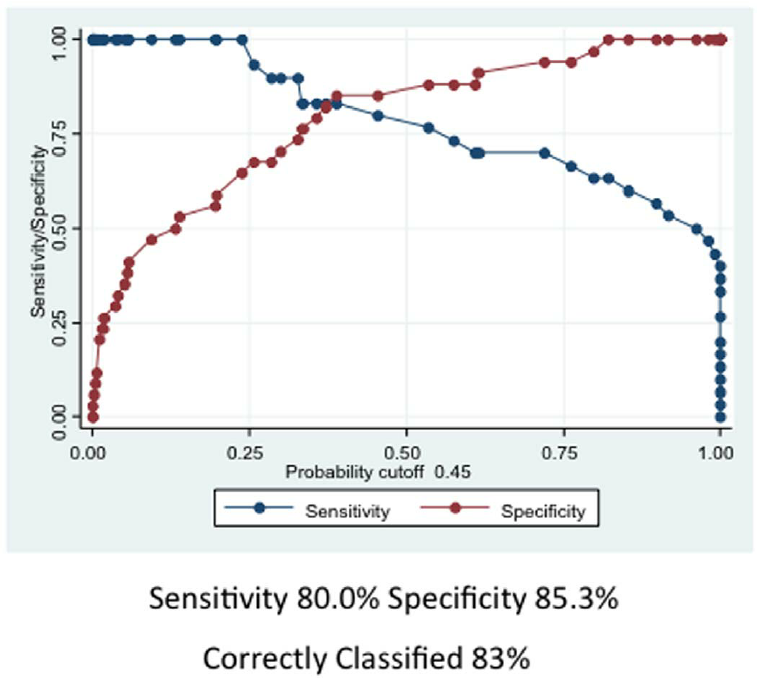 1.00
0.75
0.50
0.25
0.00
Sensitivity/Specificity
0.00 0.25 0.50 0.75 1.00
Probability cutoff 0.45
Sensitivity Specificity
Sensitivity 80.0% Specificity 85.3%
Correctly Classified 83%